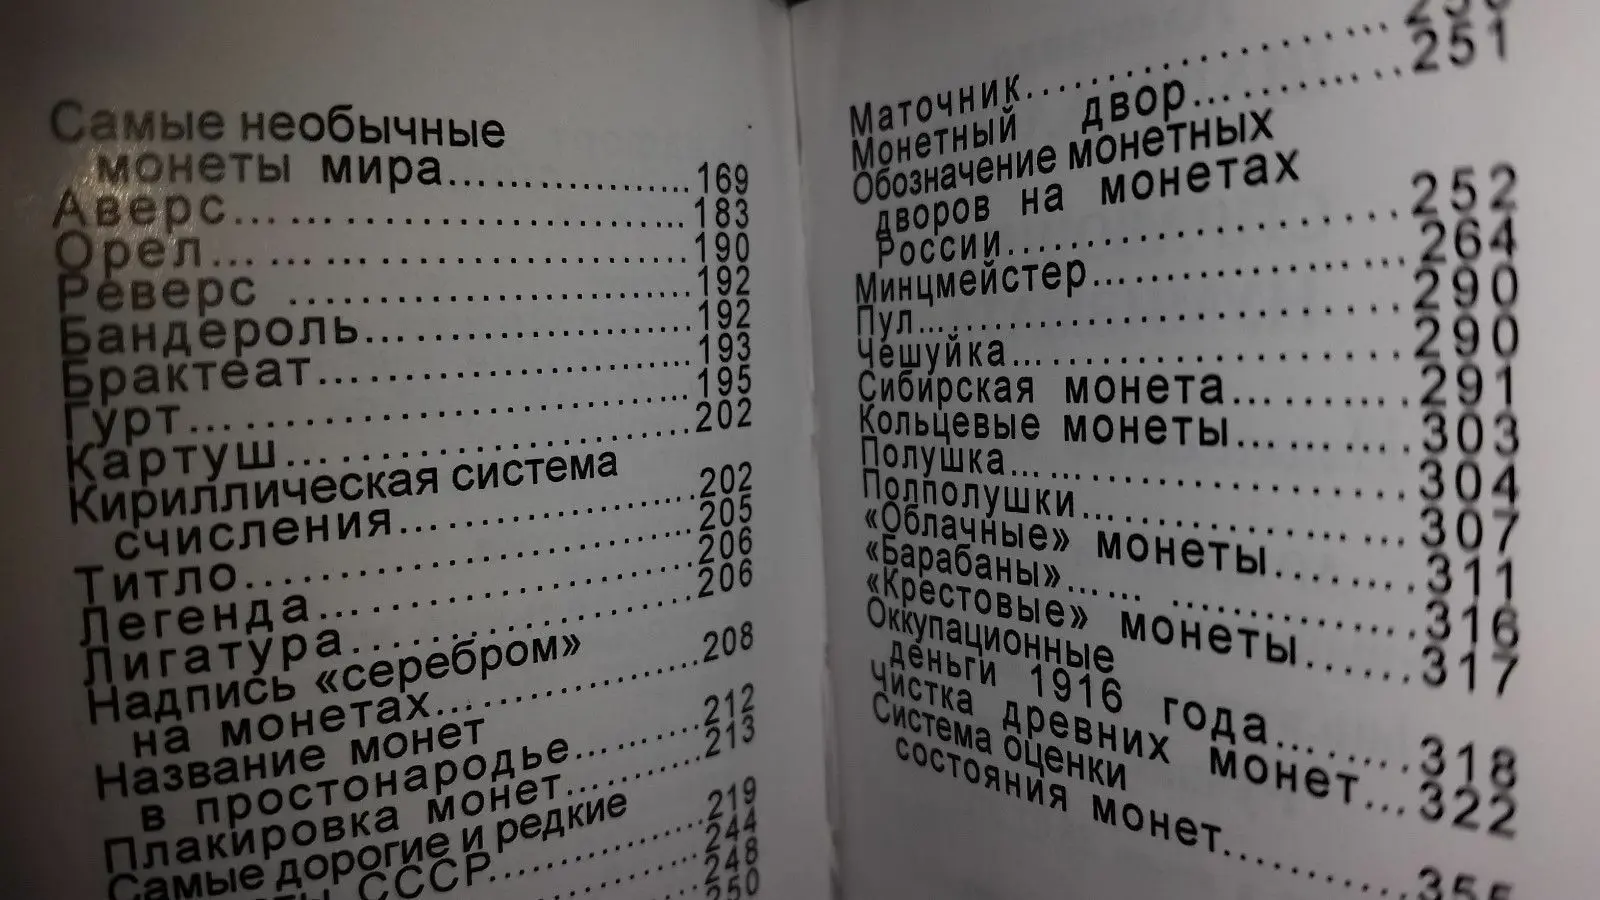 Самые необычные
монеты мира........................169
Аверс........................183
Орел........................190
Реверс ........................192
Бандероль........................192
Брактеат........................193
Гурт........................195
Картуш........................202
Кириллическая система
счисления........................202
Титло........................205
Легенда........................206
Лигатура........................206
Надпись «серебром»
на монетах........................208
Название монет
в простонародье............212
Плакировка монет............213
Самые дорогие и редкие
СССР........................219
244
248
250
Маточник........................
Монетный двор............251
Обозначение монетных
дворов на монетах
России........................252
Минцмейстер........................264
Пул........................290
Чешуйка........................290
Сибирская монета............291
Кольцевые монеты............303
Полушка........................304
Полполушки........................307
«Облачные» монеты............311
«Барабаны»........................316
«Крестовые» монеты......317
Оккупационные
деньги 1916 года............318
Чистка древних монет...322
Система оценки
состояния монет............355